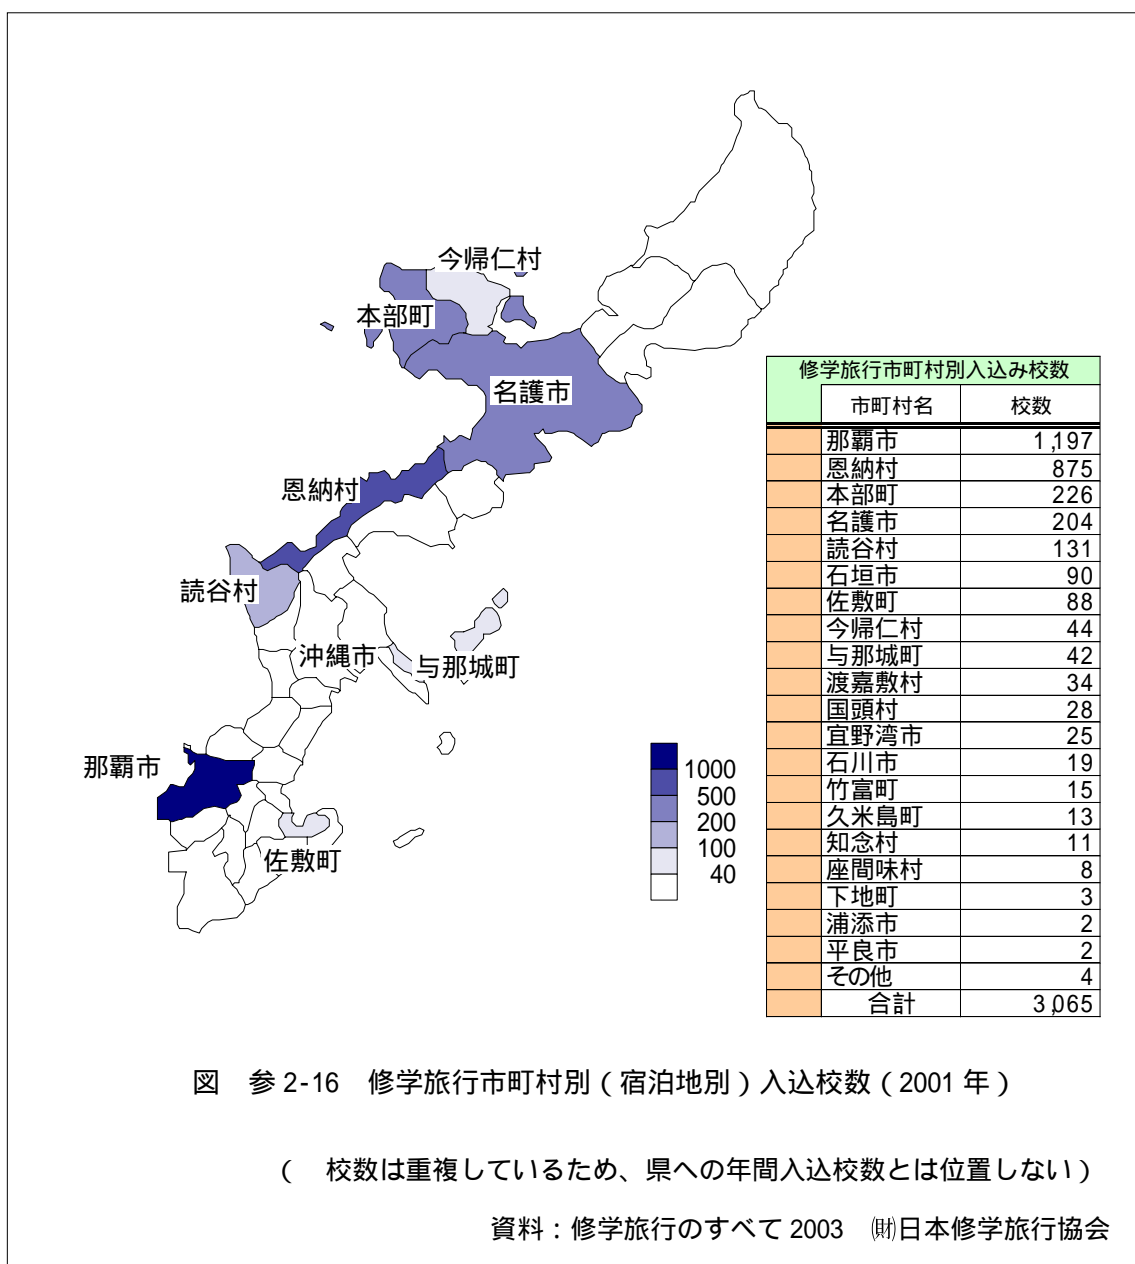 今帰仁村
本部町
名護市
恩納村
読谷村
沖縄市
与那城町
那覇市
佐敷町
1000
500
200
100
40
修学旅行市町村別入込み校数
市町村名 校数
那覇市 1,197
恩納村 875
本部町 226
名護市 204
読谷村 131
石垣市 90
佐敷町 88
今帰仁村 44
与那城町 42
渡嘉敷村 34
国頭村 28
宜野湾市 25
石川市 19
竹富町 15
久米島町 13
知念村 11
座間味村 8
下地町 3
浦添市 2
平良市 2
その他 4
合計 3,065
図 参2-16 修学旅行市町村別（宿泊地別）入込校数（2001年）
（ 校数は重複しているため、県への年間入込校数とは位置しない）
資料：修学旅行のすべて2003 ㈶日本修学旅行協会